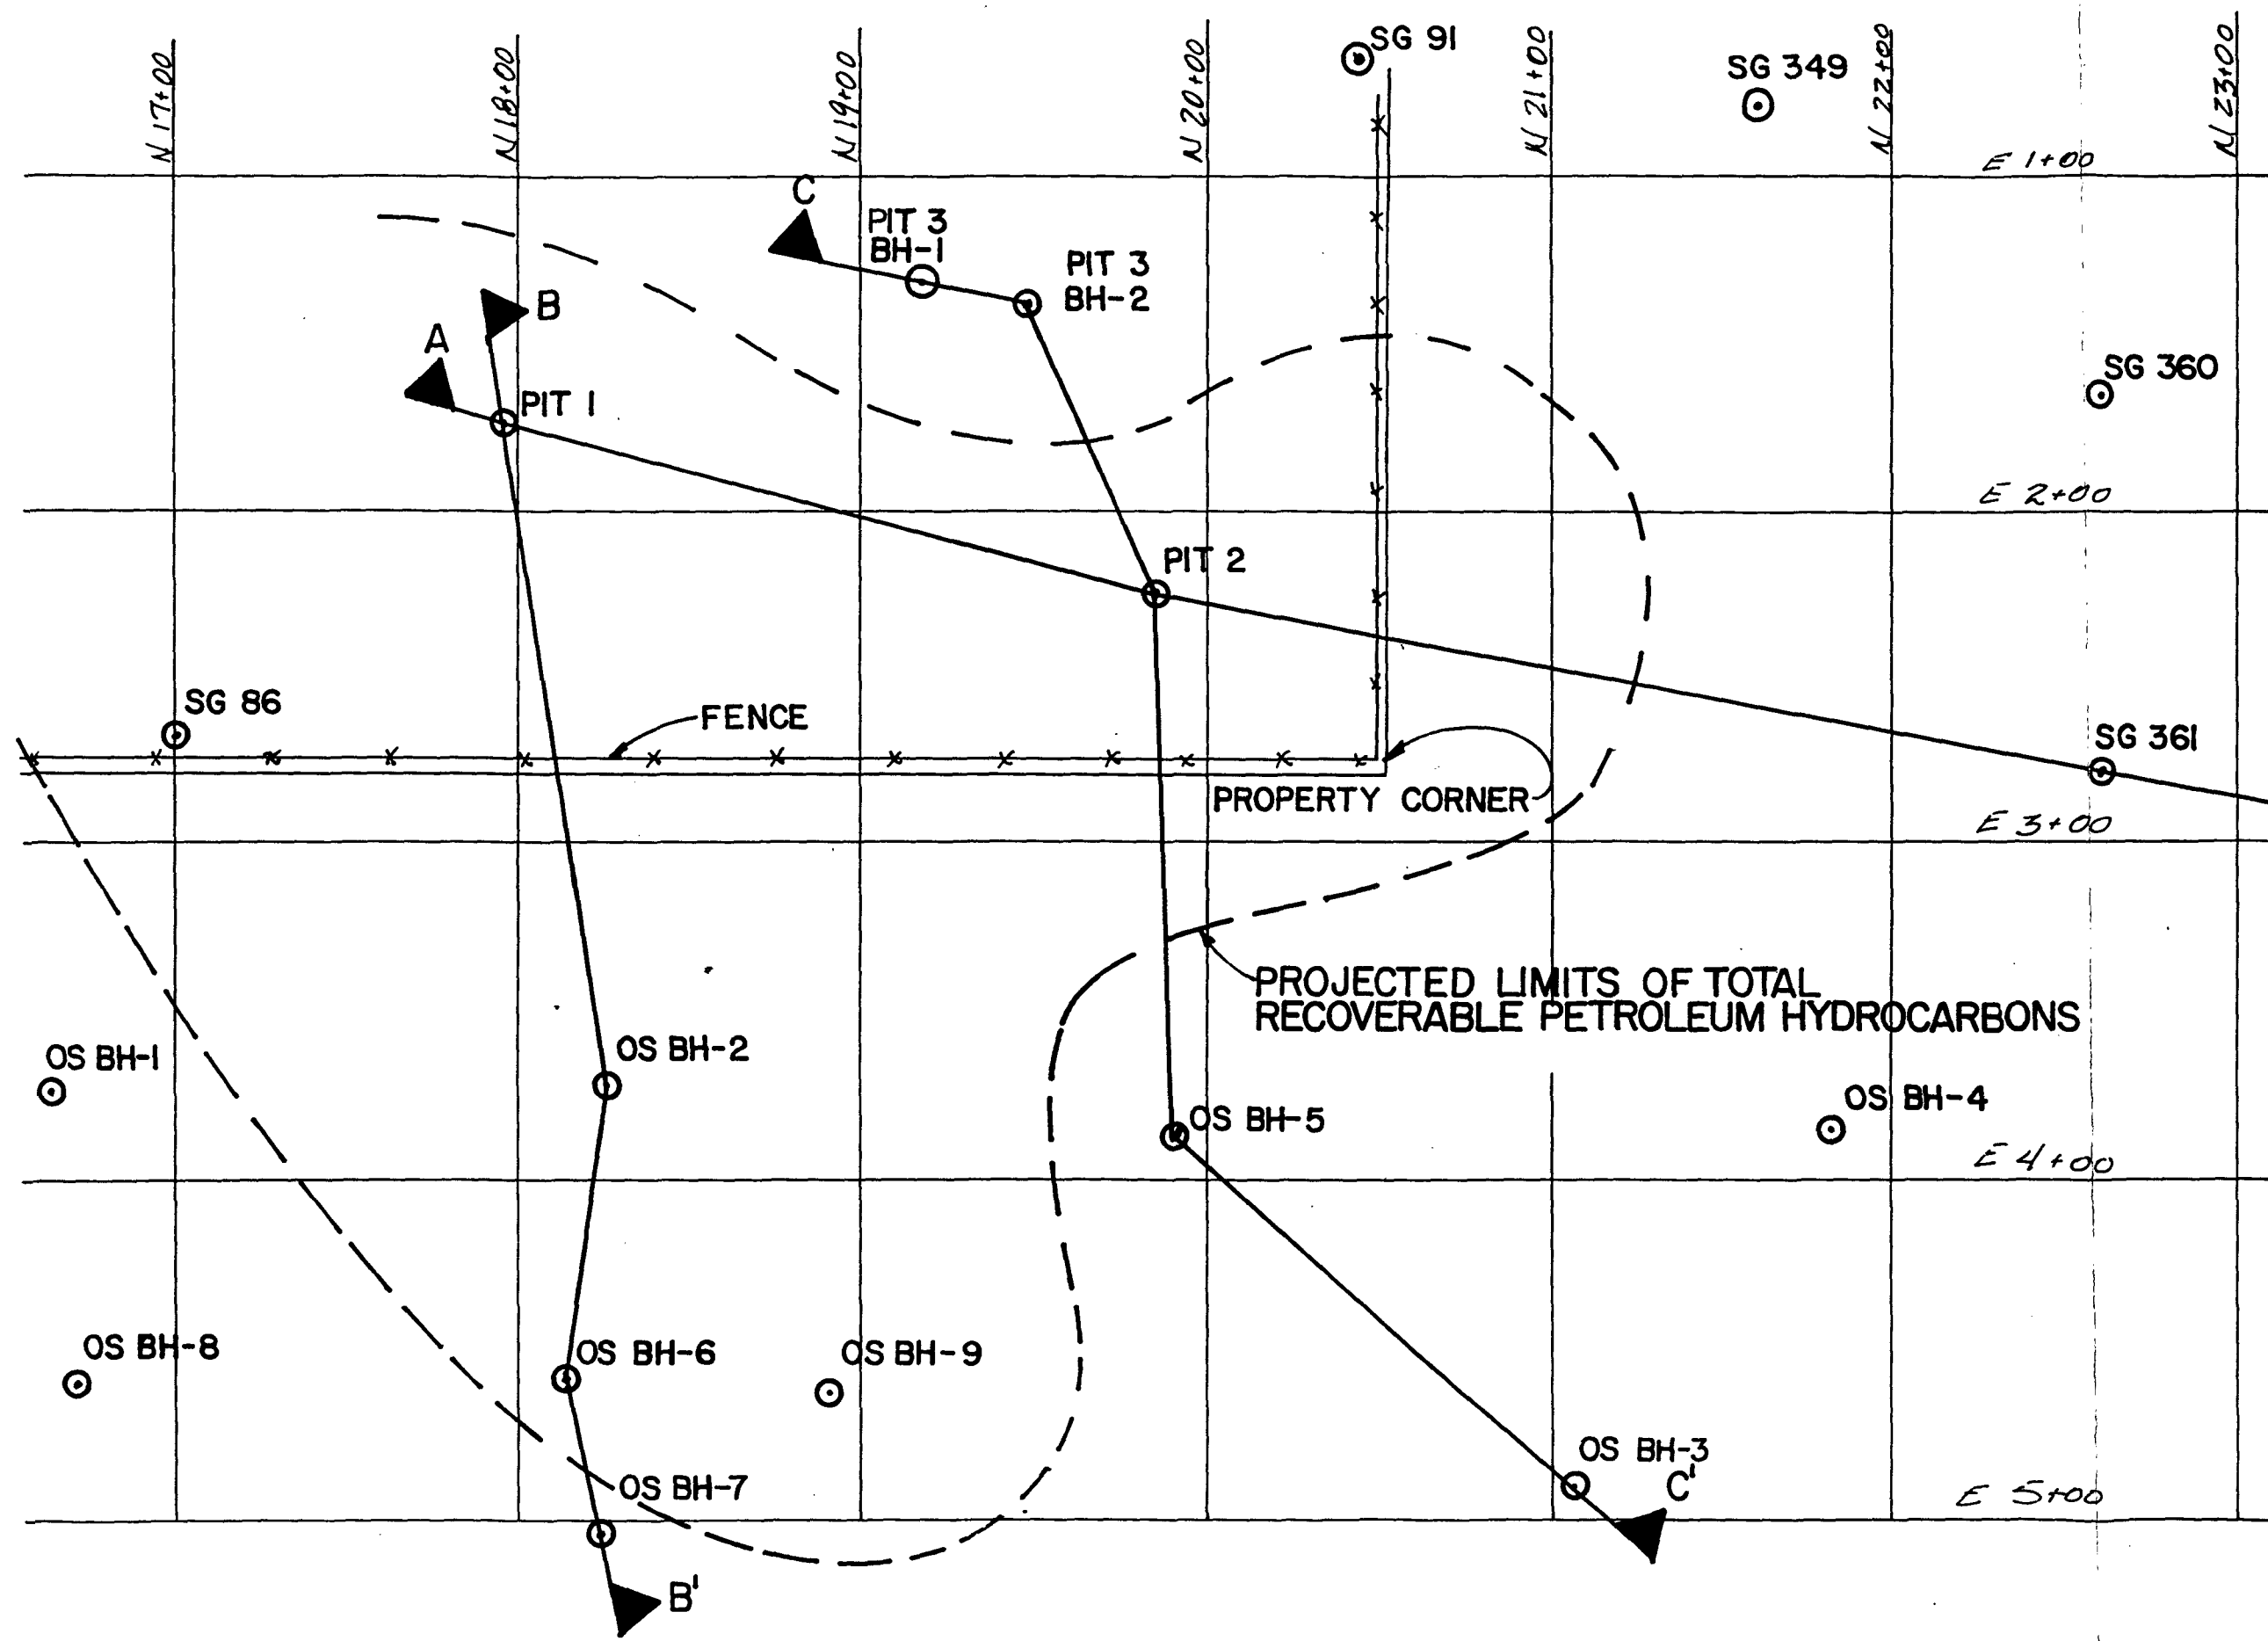 N 17+00
N 18+00
N 19+00
N 20+00
N 21+00
N 22+00
N 23+00
SG 91
SG 349
E 1+00
C
PIT 3
BH-1
PIT 3
BH-2
B
A
PIT 1
SG 360
E 2+00
PIT 2
SG 86
FENCE
SG 361
PROPERTY CORNER
E 3+00
PROJECTED LIMITS OF TOTAL
RECOVERABLE PETROLEUM HYDROCARBONS
OS BH-1
OS BH-2
OS BH-5
OS BH-4
E 4+00
OS BH-8
OS BH-6
OS BH-9
OS BH-3
C'
OS BH-7
E 5+00
B'